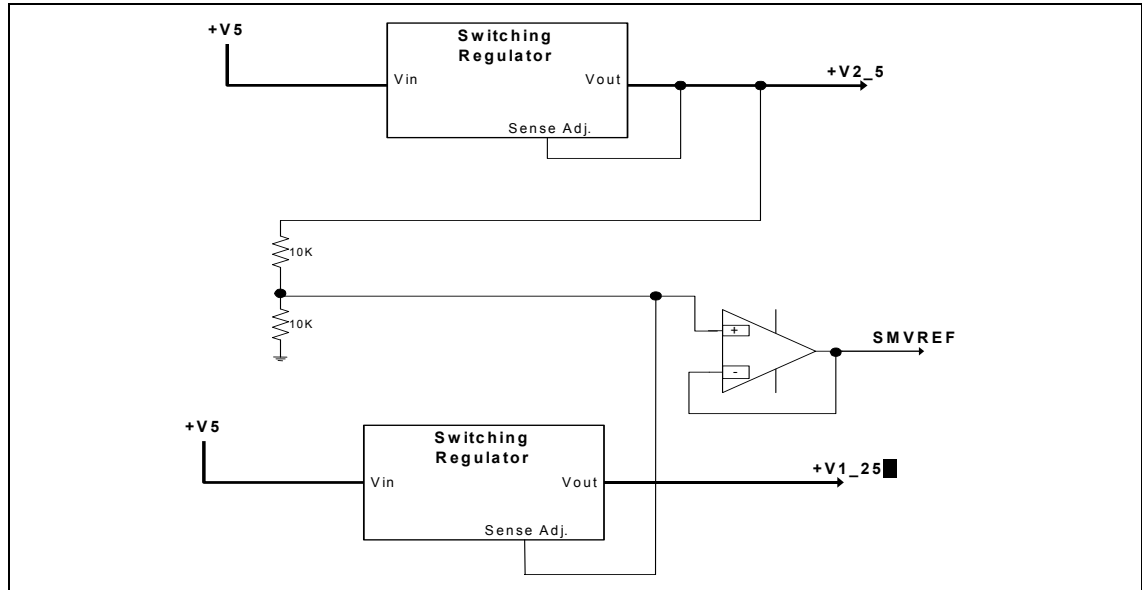 +V5
Switching
Regulator
Vin
Vout
+V2_5
Sense Adj.
10K
10K
+
-
SMVREF
+V5
Switching
Regulator
Vin
Vout
+V1_25
Sense Adj.